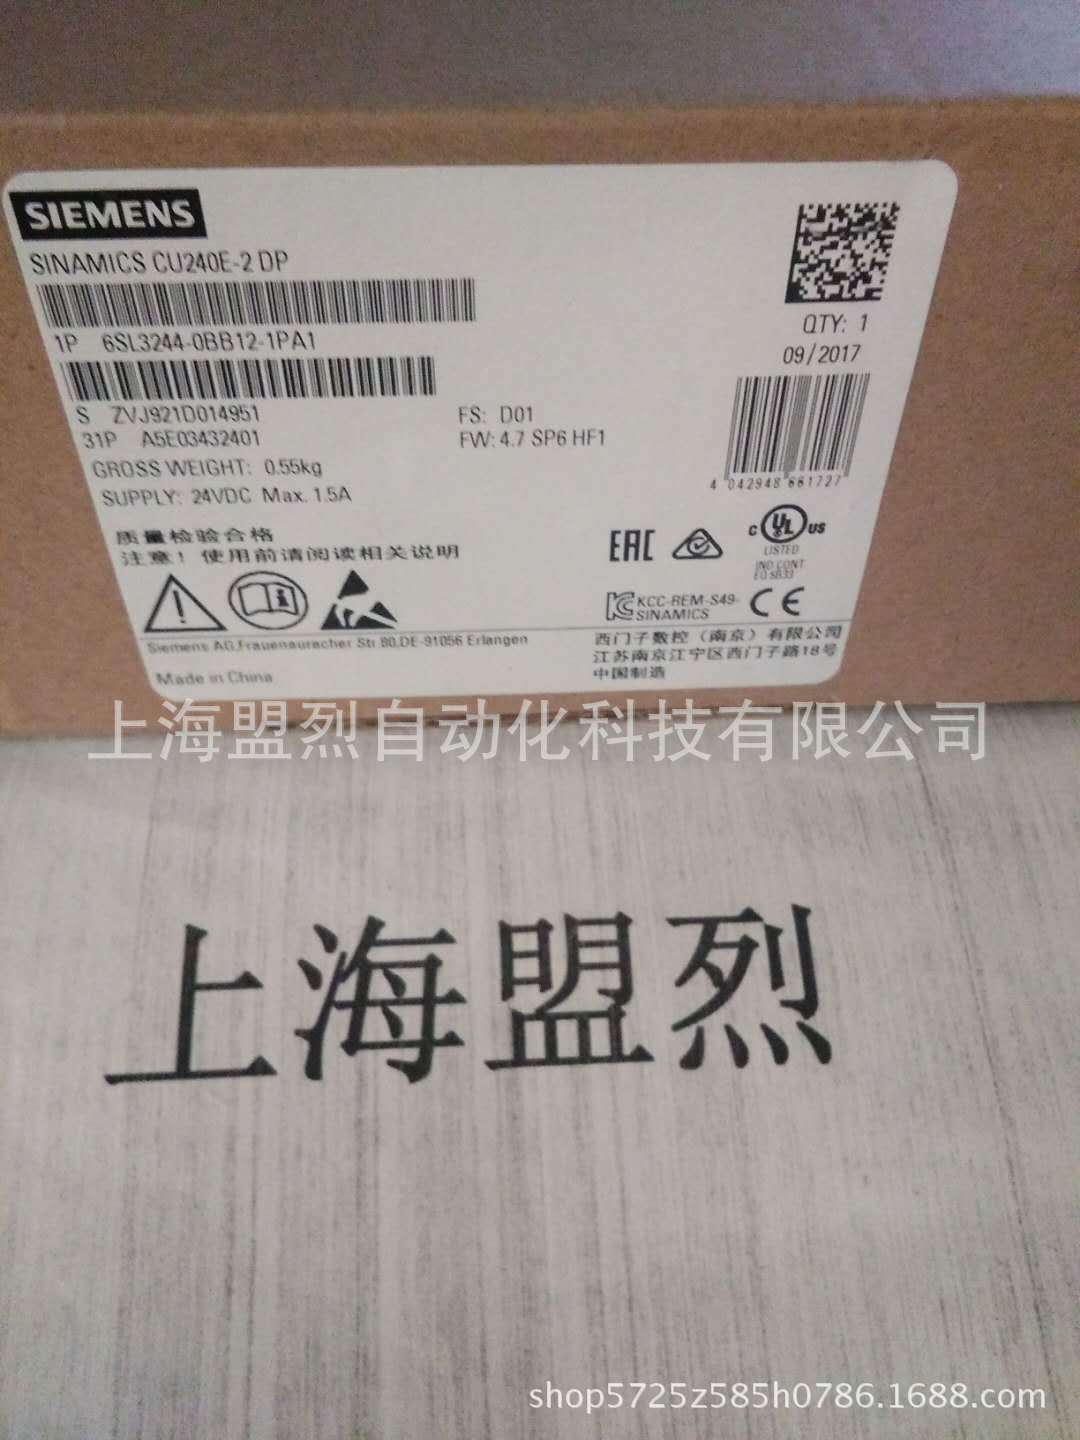 SIEMENS
SINAMICS CU240E-2 DP
1P 6SL3244-0BB12-1PA1
S ZVJ921D014951
31P A5E03432401
FS: D01
FW: 4.7 SP6 HF1
GROSS WEIGHT: 0.55kg
SUPPLY: 24VDC Max. 1.5A
QTY: 1
09/2017
4 042948 661727
质量检验合格
注意! 使用前请阅读相关说明
EAC
C UL US
LISTED
IND.CONT.
EQ.5B33
KCC-REM-S49-
SINAMICS
CE
Siemens AG,Frauenauracher Str.80,DE-91056 Erlangen
Made in China
西门子数控(南京)有限公司
江苏南京江宁区西门子路18号
中国制造
上海盟烈自动化科技有限公司
上海盟烈
shop5725z585h0786.1688.com